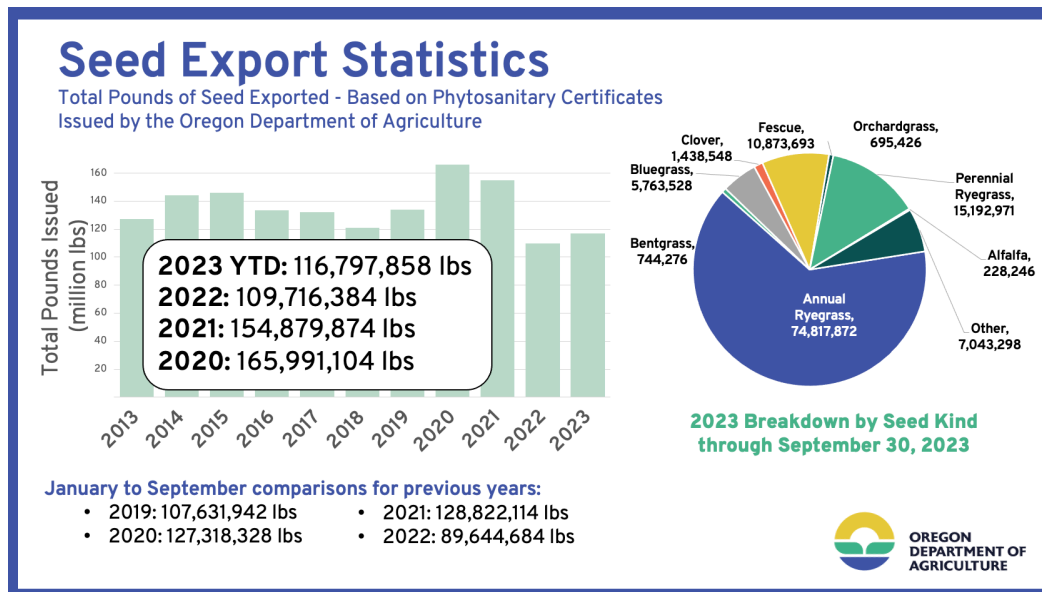 Seed Export Statistics
Total Pounds of Seed Exported - Based on Phytosanitary Certificates
Issued by the Oregon Department of Agriculture
Total Pounds Issued
(million lbs)
160
140
120
100
80
60
40
20
2023 YTD: 116,797,858 lbs
2022: 109,716,384 lbs
2021: 154,879,874 lbs
2020: 165,991,104 lbs
2013
2014
2015
2016
2017
2018
2019
2020
2021
2022
2023
Fescue,
10,873,693
Orchardgrass,
695,426
Clover,
1,438,548
Bluegrass,
5,763,528
Perennial
Ryegrass,
15,192,971
Bentgrass,
744,276
Alfalfa,
228,246
Annual
Ryegrass,
74,817,872
Other,
7,043,298
2023 Breakdown by Seed Kind
through September 30, 2023
January to September comparisons for previous years:
• 2019: 107,631,942 lbs
• 2020: 127,318,328 lbs
• 2021: 128,822,114 lbs
• 2022: 89,644,684 lbs
OREGON
DEPARTMENT OF
AGRICULTURE